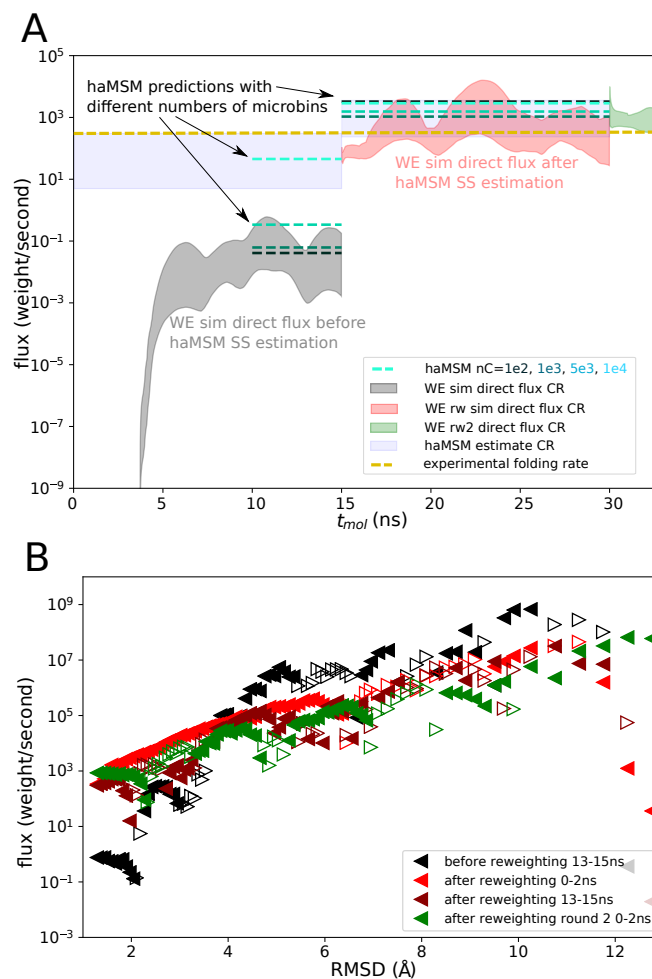 A
10^5
10^3
10^1
10^-1
10^-3
10^-5
10^-7
10^-9
flux (weight/second)
haMSM predictions with
different numbers of microbins
WE sim direct flux after
haMSM SS estimation
WE sim direct flux before
haMSM SS estimation
haMSM nC=1e2, 1e3, 5e3, 1e4
WE sim direct flux CR
WE rw sim direct flux CR
WE rw2 direct flux CR
haMSM estimate CR
experimental folding rate
0 5 10 15 20 25 30
t_mol (ns)
B
10^9
10^7
10^5
10^3
10^1
10^-1
10^-3
flux (weight/second)
before reweighting 13-15ns
after reweighting 0-2ns
after reweighting 13-15ns
after reweighting round 2 0-2ns
2 4 6 8 10 12
RMSD (Å)